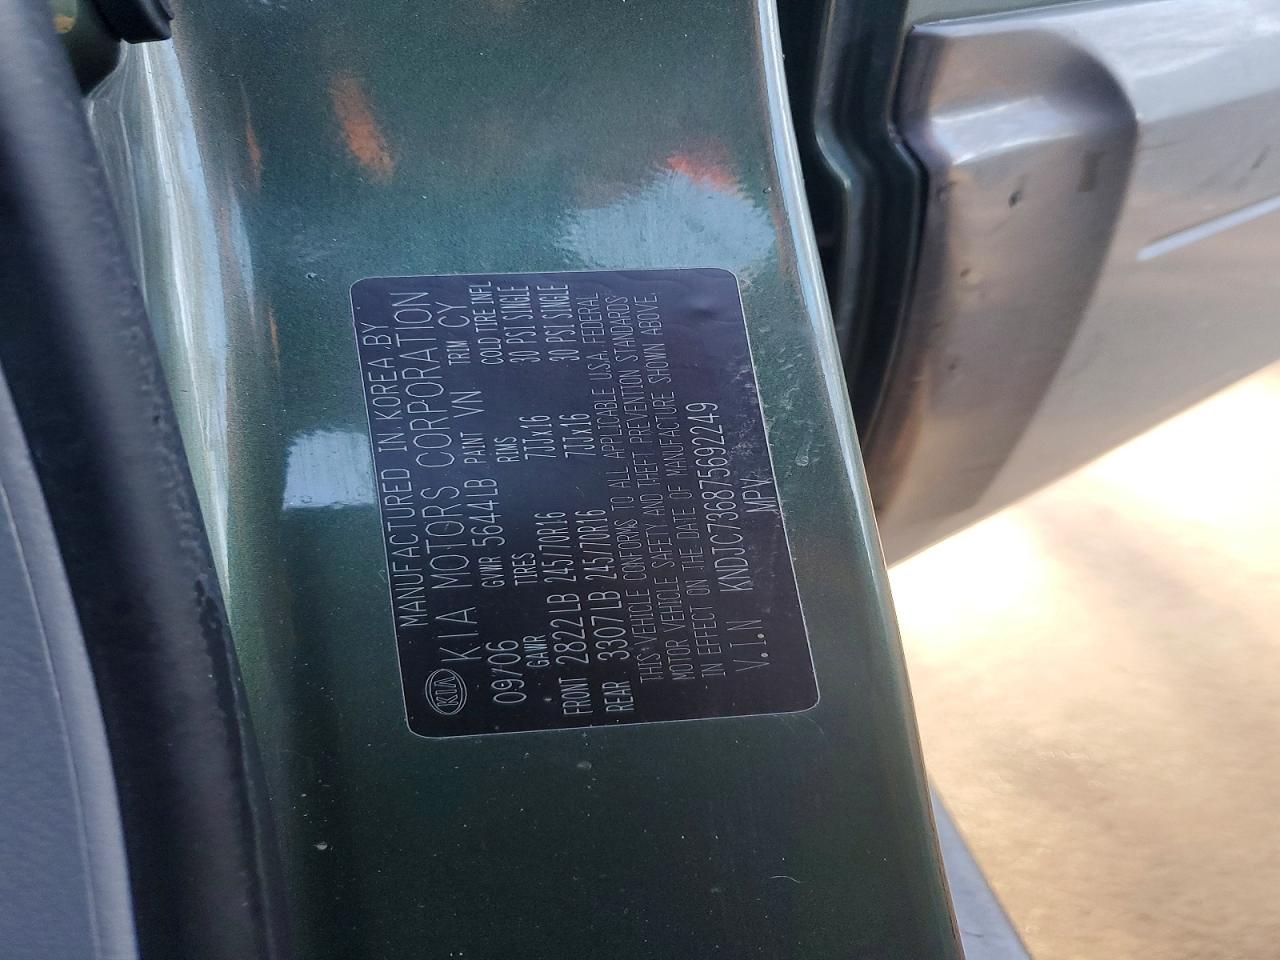 MANUFACTURED IN KOREA BY
KIA KIA MOTORS CORPORATION
09/06 GVWR 5644LB PAINT VN TRIM CY
GAWR TIRES RIMS COLD TIRE INFL
FRONT 2822LB 245/70R16 7JJx16 30 PSI SINGLE
REAR 3307LB 245/70R16 7JJx16 30 PSI SINGLE
THIS VEHICLE CONFORMS TO ALL APPLICABLE U.S.A. FEDERAL
MOTOR VEHICLE SAFETY AND THEFT PREVENTION STANDARDS
IN EFFECT ON THE DATE OF MANUFACTURE SHOWN ABOVE.
KNDJC736875692249
V.I.N MPV